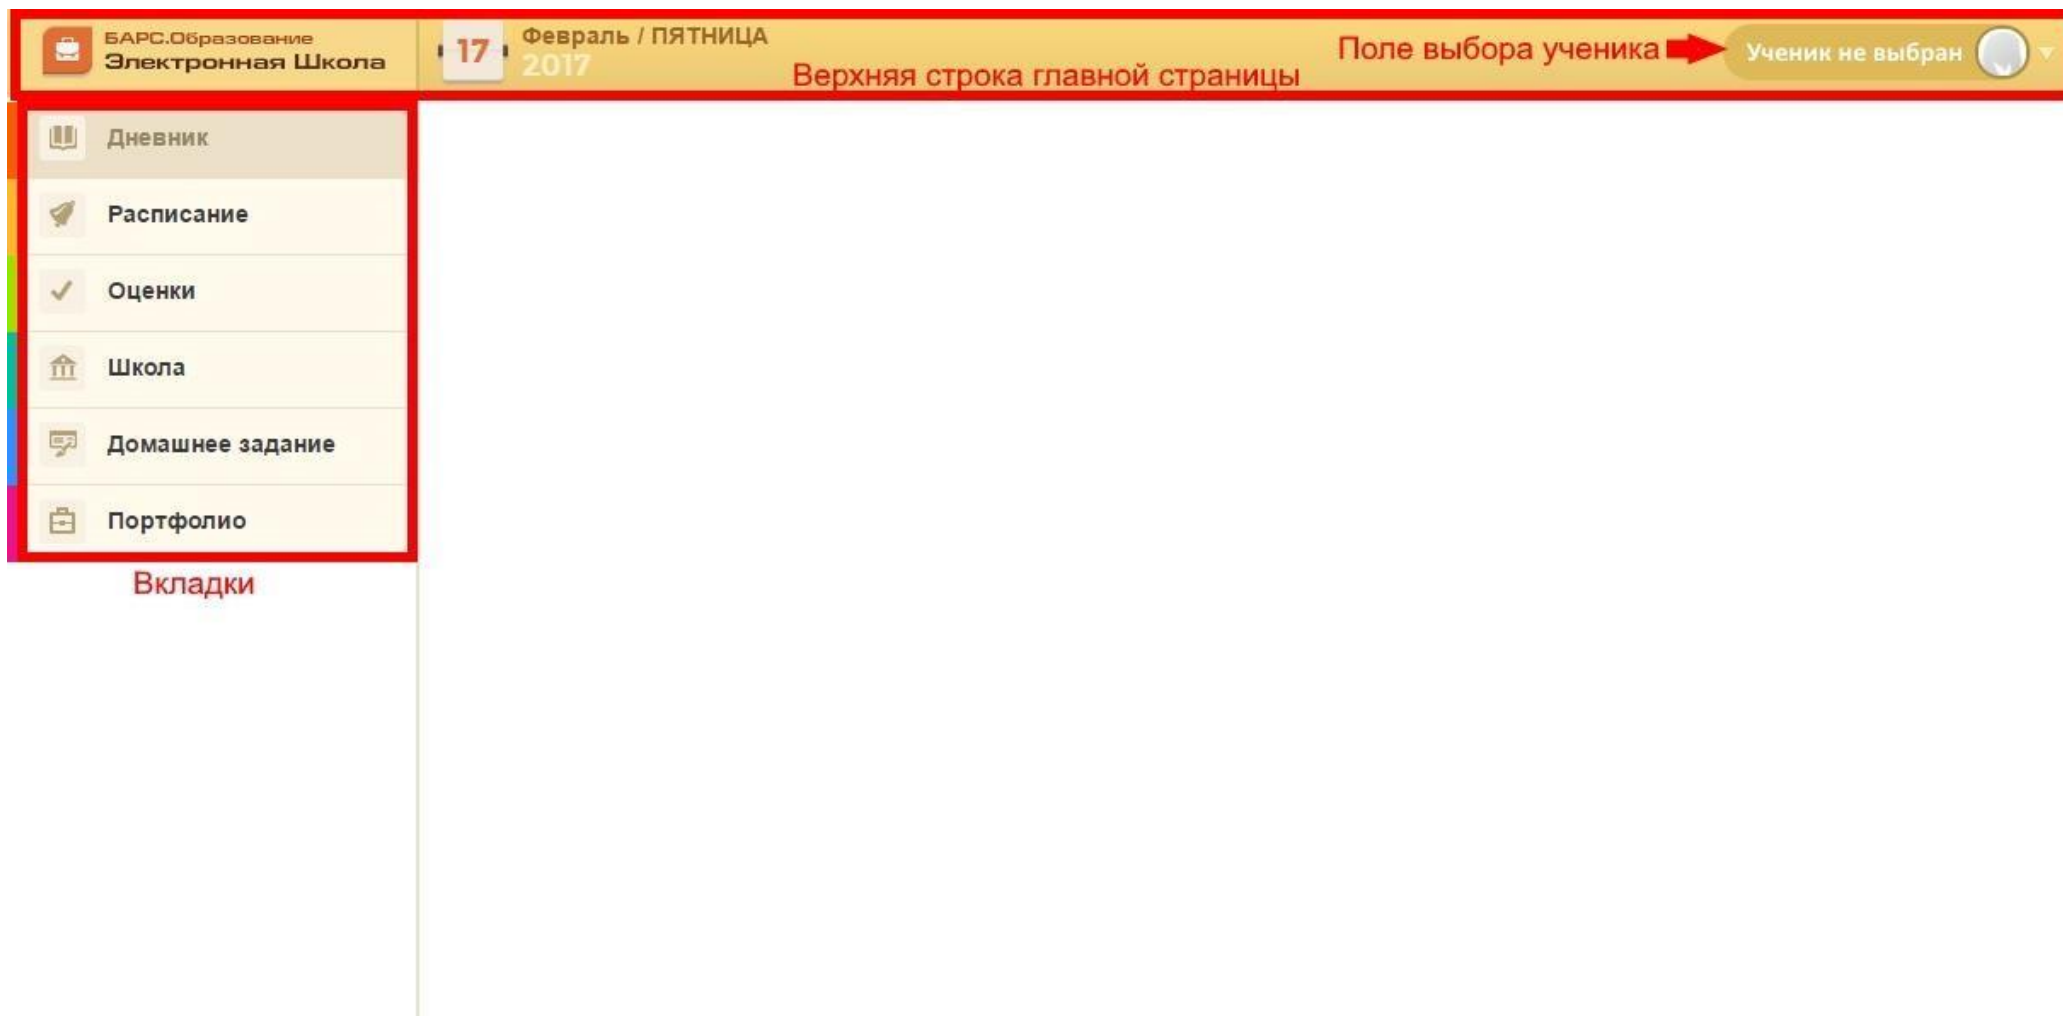 БАРС.Образование
Электронная Школа
17
Февраль / ПЯТНИЦА
2017
Верхняя строка главной страницы
Поле выбора ученика
Ученик не выбран
Дневник
Расписание
Оценки
Школа
Домашнее задание
Портфолио
Вкладки